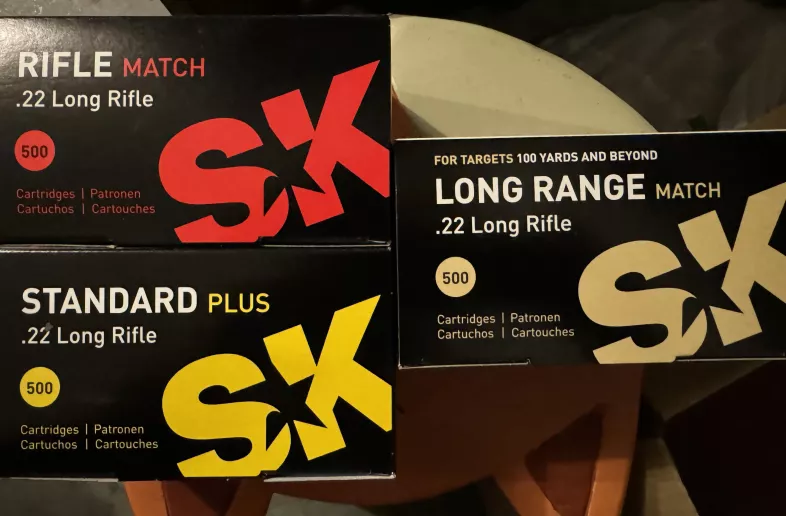 RIFLE MATCH
.22 Long Rifle
500
Cartridges | Patronen
Cartuchos | Cartouches
SK
STANDARD PLUS
.22 Long Rifle
500
Cartridges | Patronen
Cartuchos | Cartouches
SK
FOR TARGETS 100 YARDS AND BEYOND
LONG RANGE MATCH
.22 Long Rifle
500
Cartridges | Patronen
Cartuchos | Cartouches
SK